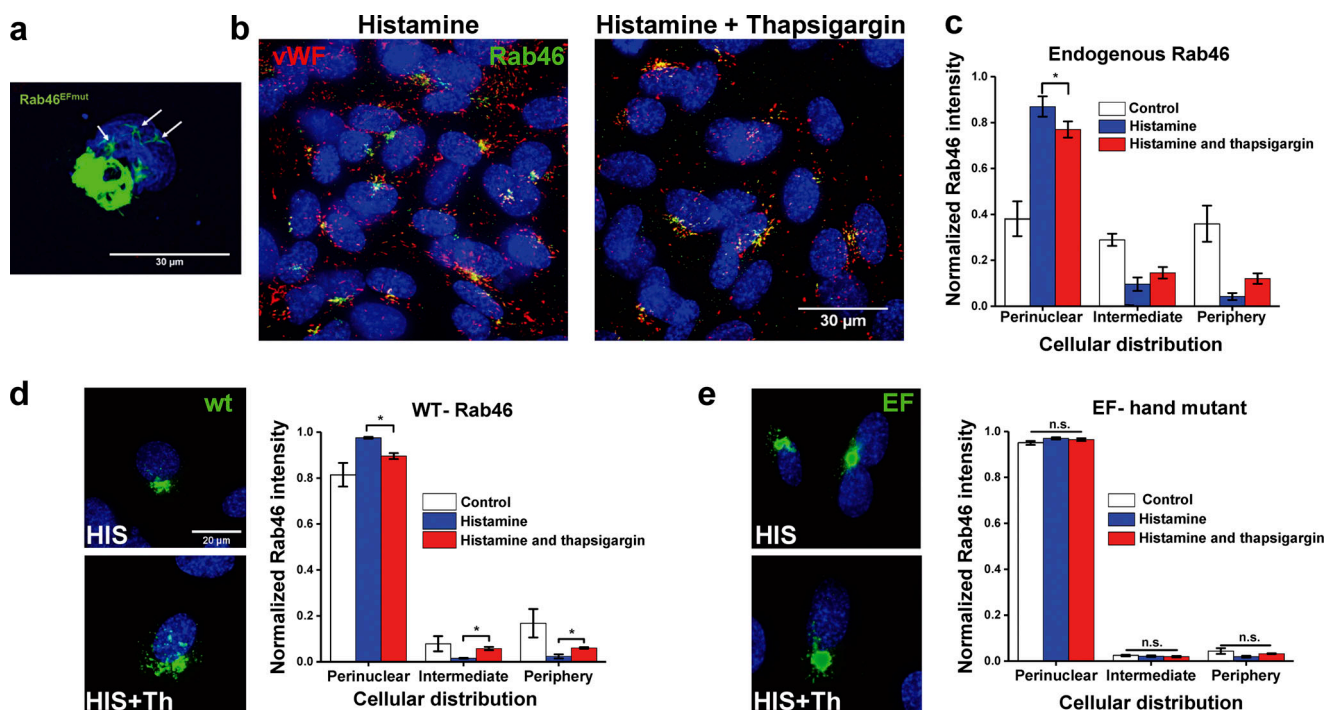 a
Rab46EFmut
30 µm
b
Histamine
vWF
Rab46
Histamine + Thapsigargin
30 µm
c
Endogenous Rab46
Normalized Rab46 intensity
1.0
0.8
0.6
0.4
0.2
0.0
*
Control
Histamine
Histamine and thapsigargin
Perinuclear Intermediate Periphery
Cellular distribution
d
wt
HIS
20 µm
HIS+Th
WT- Rab46
Normalized Rab46 intensity
1.0
0.8
0.6
0.4
0.2
0.0
*
Control
Histamine
Histamine and thapsigargin
*
*
Perinuclear Intermediate Periphery
Cellular distribution
e
EF
HIS
HIS+Th
EF- hand mutant
Normalized Rab46 intensity
1.0
0.8
0.6
0.4
0.2
0.0
n.s.
Control
Histamine
Histamine and thapsigargin
n.s.
n.s.
Perinuclear Intermediate Periphery
Cellular distribution